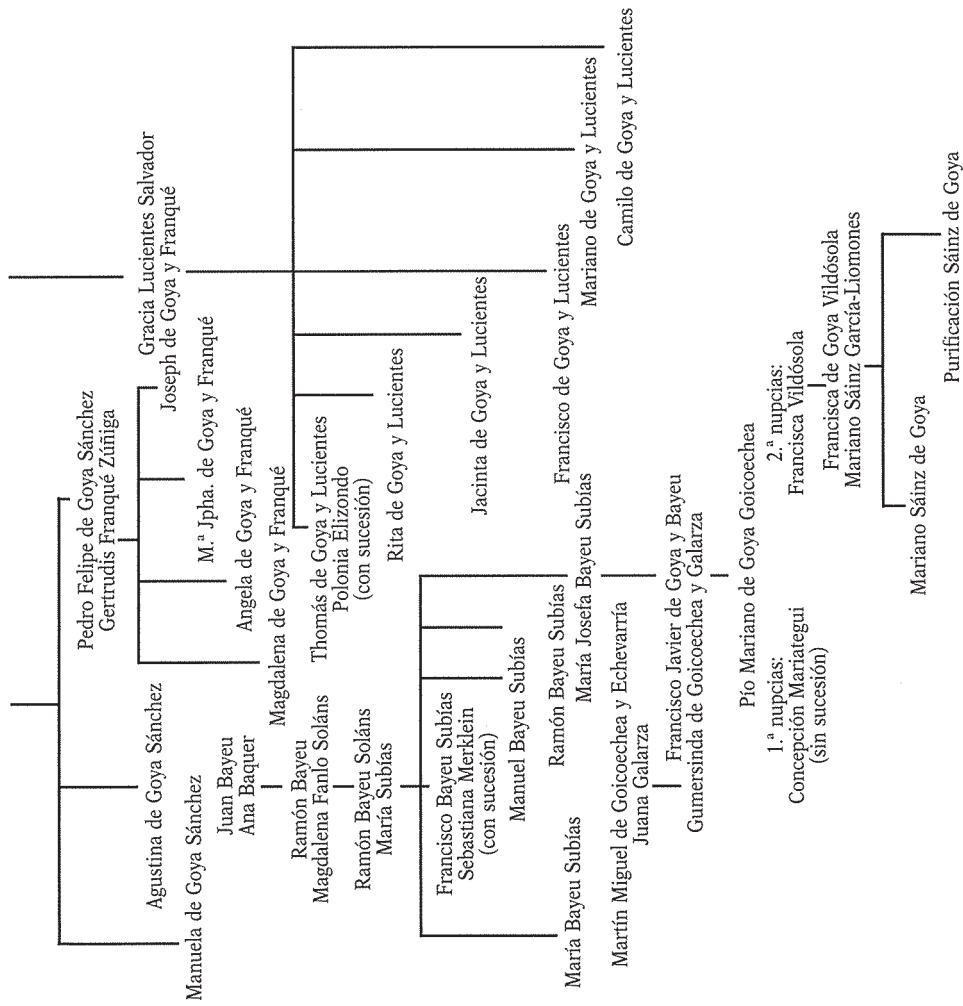 Pedro Felipe de Goya Sánchez
Gertrudis Franqué Zúñiga
Agustina de Goya Sánchez
Manuela de Goya Sánchez
Gracia Lucientes Salvador
Joseph de Goya y Franqué
M.ª Jpha. de Goya y Franqué
Angela de Goya y Franqué
Magdalena de Goya y Franqué
Juan Bayeu
Ana Baquer
Ramón Bayeu
Magdalena Fanlo Soláns
Ramón Bayeu Soláns
María Subías
Thomás de Goya y Lucientes
Polonia Elizondo
(con sucesión)
Rita de Goya y Lucientes
Jacinta de Goya y Lucientes
Francisco de Goya y Lucientes
Mariano de Goya y Lucientes
Camilo de Goya y Lucientes
Francisco Bayeu Subías
Sebastiana Merklein
(con sucesión)
Manuel Bayeu Subías
Ramón Bayeu Subías
María Josefa Bayeu Subías
María Bayeu Subías
Martín Miguel de Goicoechea y Echevarría
Juana Galarza
Francisco Javier de Goya y Bayeu
Gumersinda de Goicoechea y Galarza
Pío Mariano de Goya Goicoechea
1.ª nupcias:
Concepción Mariategui
(sin sucesión)
2.ª nupcias:
Francisca Vildósola
Francisca de Goya Vildósola
Mariano Sáinz García-Liomones
Mariano Sáinz de Goya
Purificación Sáinz de Goya